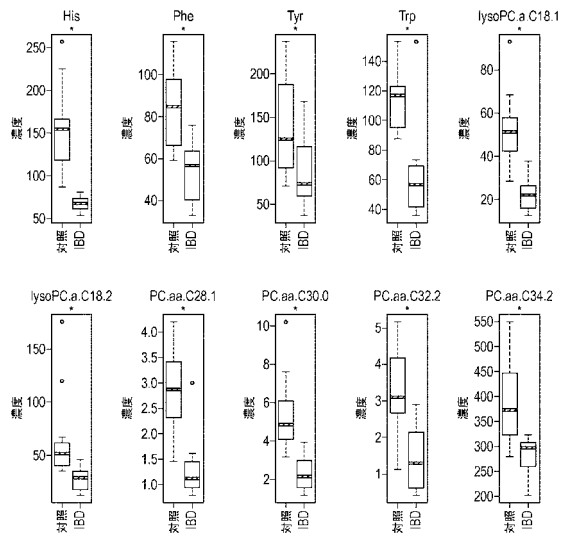 His
*
濃度
250
200
150
100
50
対照
IBD
Phe
*
濃度
100
80
60
40
対照
IBD
Tyr
*
濃度
200
150
100
50
対照
IBD
Trp
*
濃度
140
120
100
80
60
40
対照
IBD
lysoPC.a.C18.1
*
濃度
80
60
40
20
対照
IBD
lysoPC.a.C18.2
*
濃度
150
100
50
対照
IBD
PC.aa.C28.1
*
濃度
4.0
3.5
3.0
2.5
2.0
1.5
1.0
対照
IBD
PC.aa.C30.0
*
濃度
10
8
6
4
2
対照
IBD
PC.aa.C32.2
*
濃度
5
4
3
2
1
対照
IBD
PC.aa.C34.2
*
濃度
550
500
450
400
350
300
250
200
対照
IBD